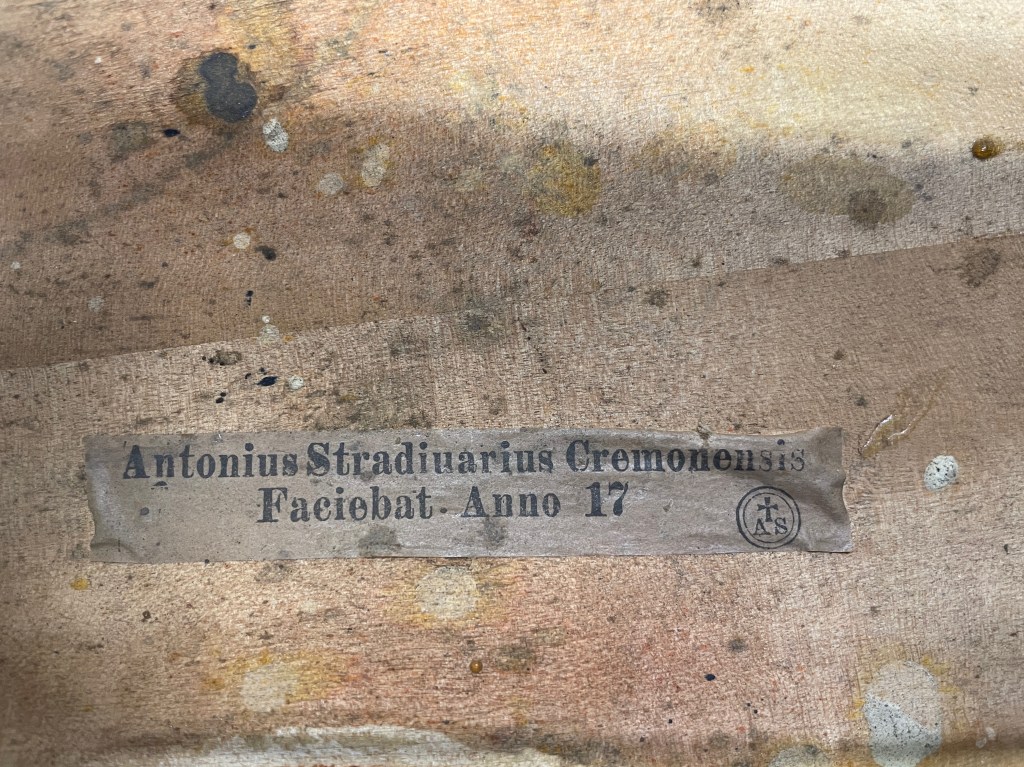 Antonius Stradiuarius Cremonensis
Faciebat Anno 17
A S